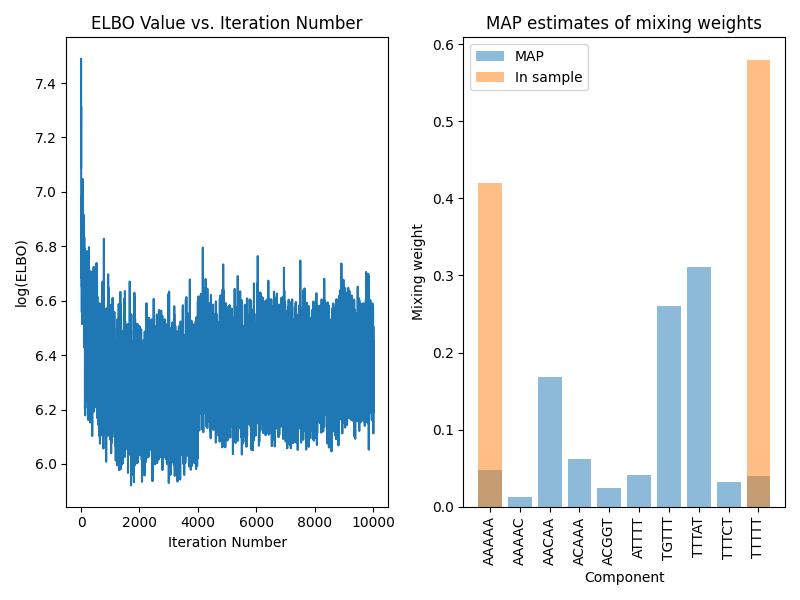 ELBO Value vs. Iteration Number
log(ELBO)
7.4
7.2
7.0
6.8
6.6
6.4
6.2
6.0
0 2000 4000 6000 8000 10000
Iteration Number
MAP estimates of mixing weights
MAP
In sample
Mixing weight
0.6
0.5
0.4
0.3
0.2
0.1
0.0
AAAAA
AAAAC
AACAA
ACAAA
ACGGT
ATTTT
TGTTT
TTTAT
TTTCT
TTTTT
Component